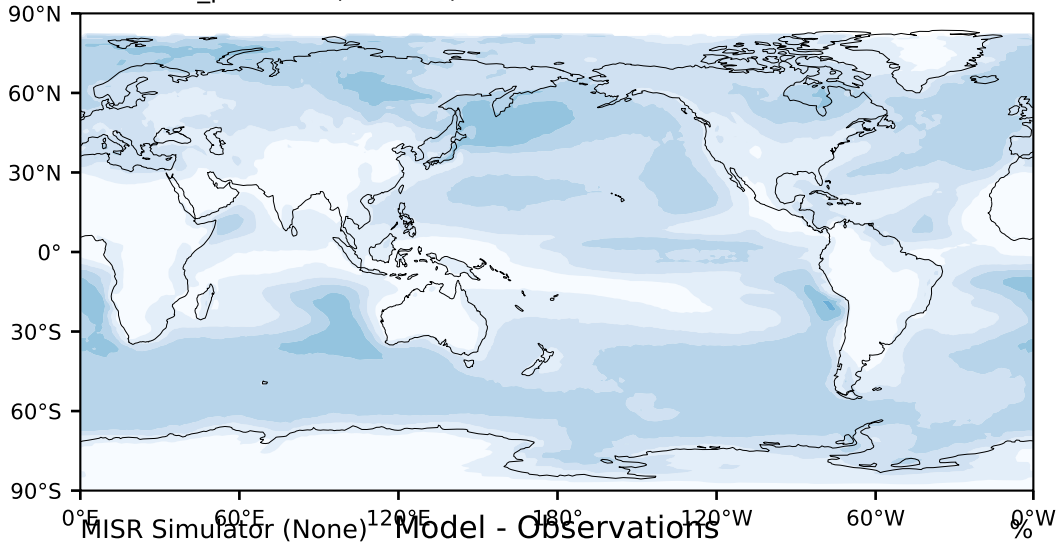 90°N
60°N
30°N
0°
30°S
60°S
90°S
0°E 60°E 120°E 180°W 120°W 60°W 0°W
MISR Simulator (None) Model - Observations %